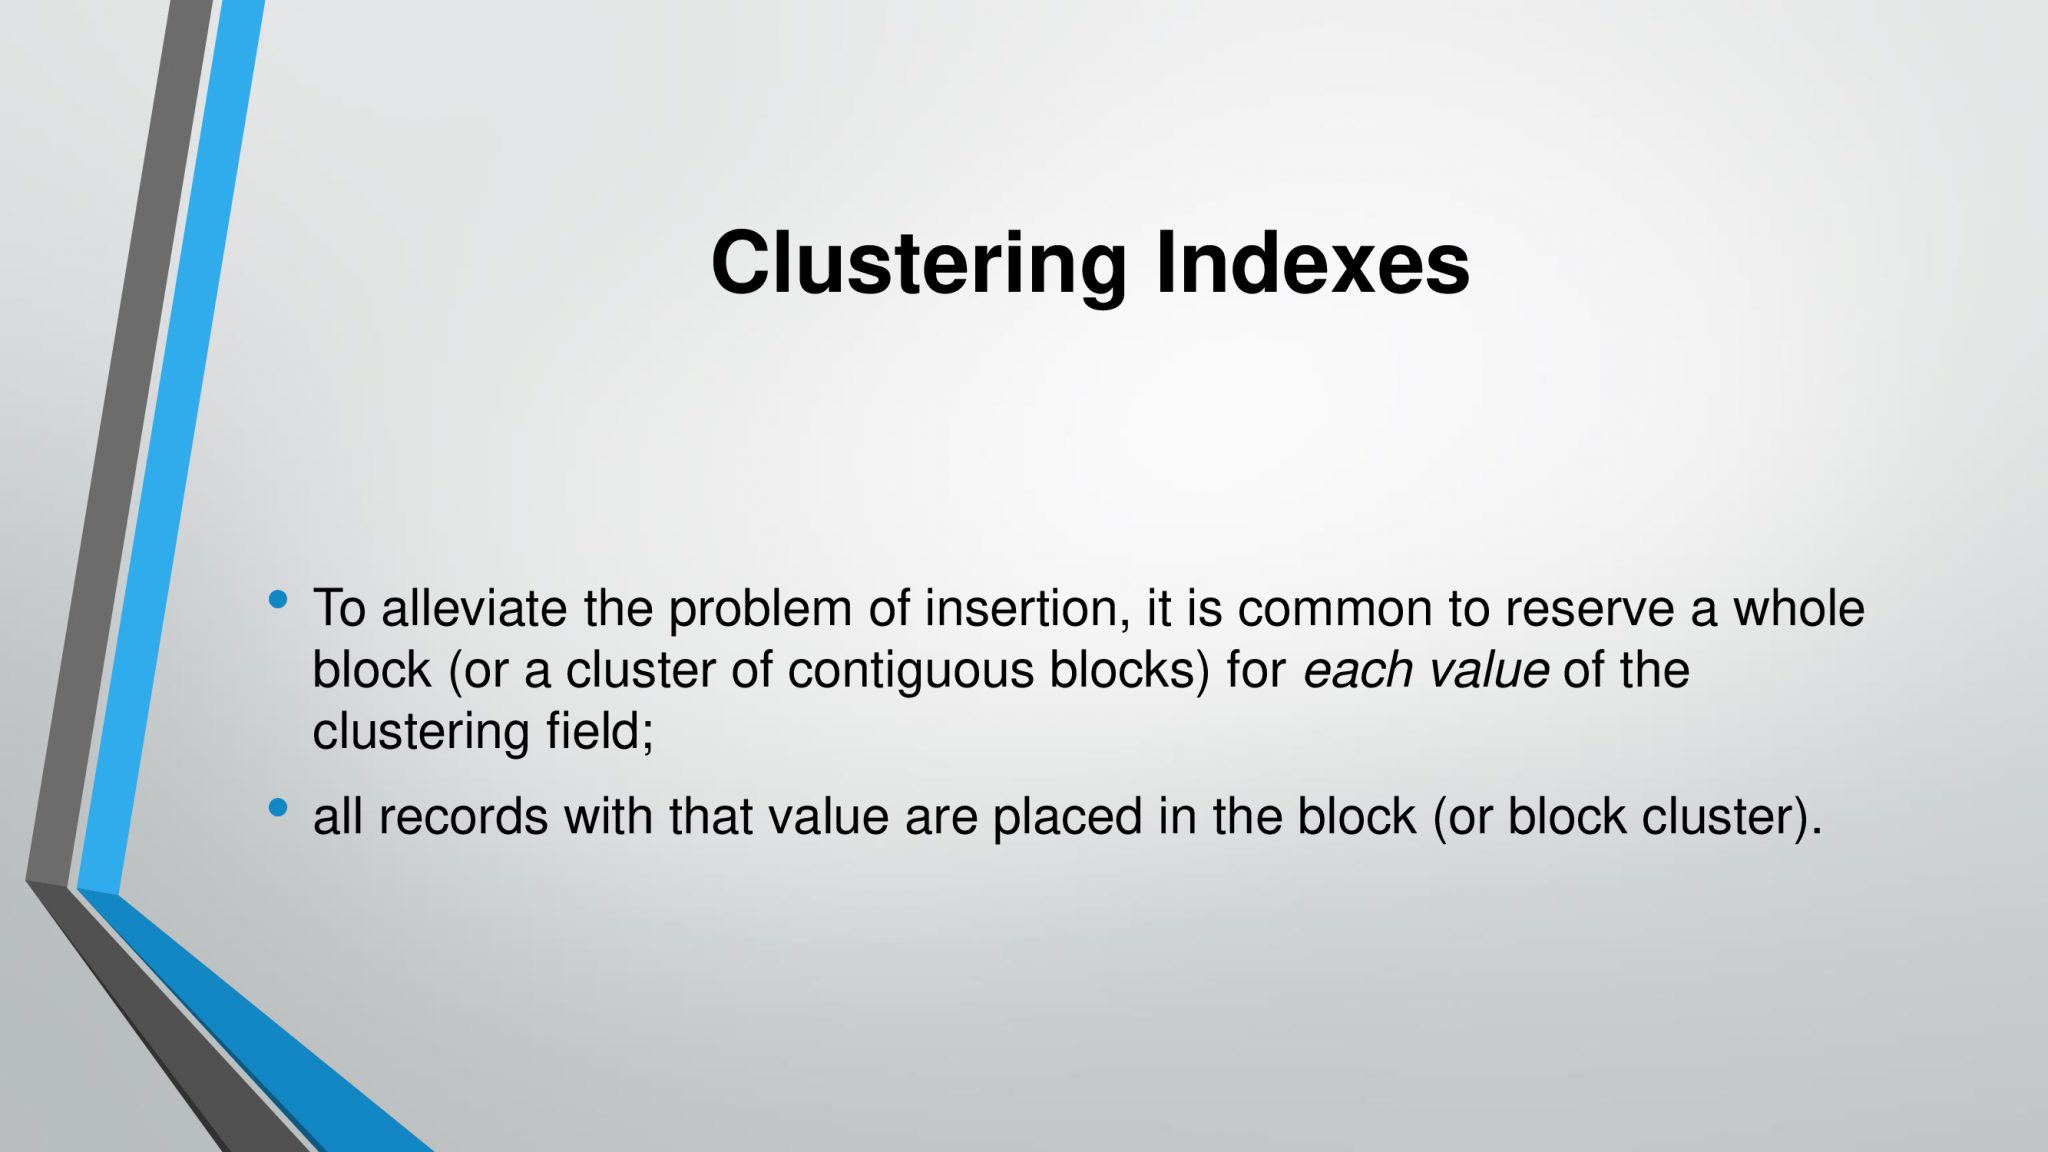 Clustering Indexes
• To alleviate the problem of insertion, it is common to reserve a whole
block (or a cluster of contiguous blocks) for each value of the
clustering field;
• all records with that value are placed in the block (or block cluster).